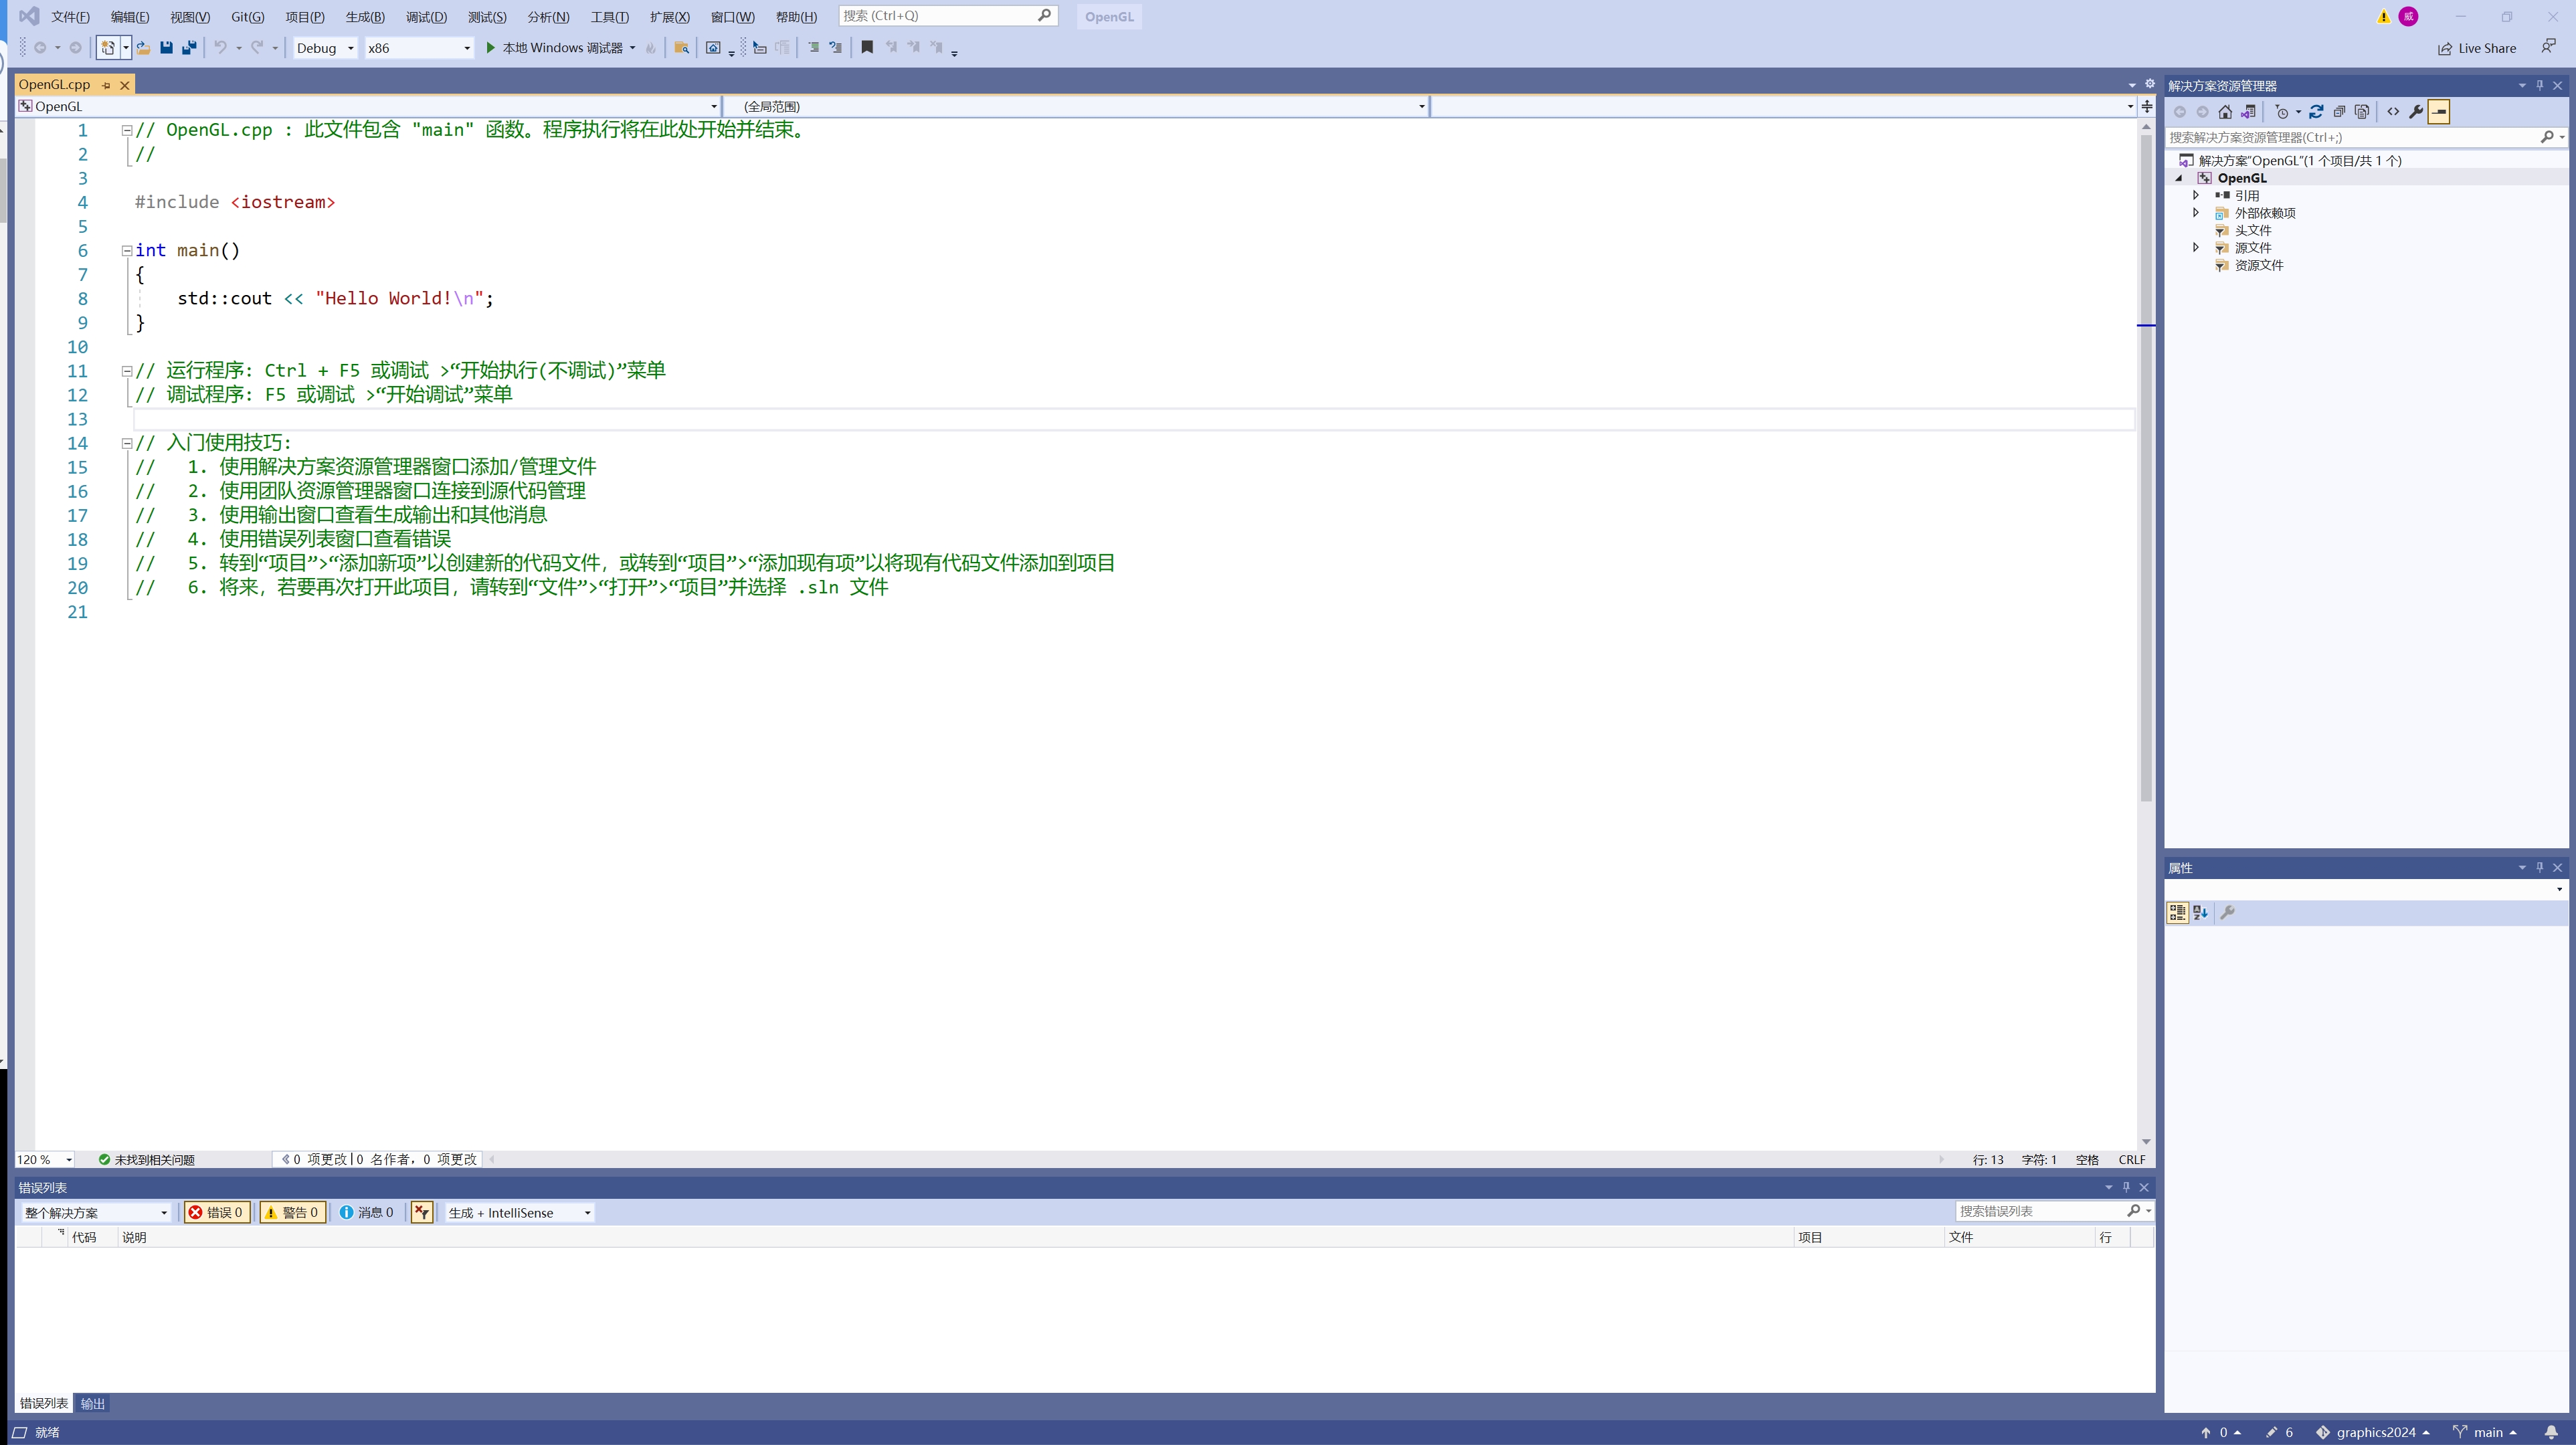 文件(F) 编辑(E) 视图(V) Git(G) 项目(P) 生成(B) 调试(D) 测试(S) 分析(N) 工具(T) 扩展(X) 窗口(W) 帮助(H) 搜索 (Ctrl+Q) OpenGL 威
Debug x86 本地 Windows 调试器 Live Share
OpenGL.cpp
OpenGL (全局范围)
1 // OpenGL.cpp : 此文件包含 "main" 函数。程序执行将在此处开始并结束。
2 //
3
4 #include <iostream>
5
6 int main()
7 {
8 std::cout << "Hello World!\n";
9 }
10
11 // 运行程序: Ctrl + F5 或调试 >“开始执行(不调试)”菜单
12 // 调试程序: F5 或调试 >“开始调试”菜单
13
14 // 入门使用技巧:
15 //   1. 使用解决方案资源管理器窗口添加/管理文件
16 //   2. 使用团队资源管理器窗口连接到源代码管理
17 //   3. 使用输出窗口查看生成输出和其他消息
18 //   4. 使用错误列表窗口查看错误
19 //   5. 转到“项目”>“添加新项”以创建新的代码文件，或转到“项目”>“添加现有项”以将现有代码文件添加到项目
20 //   6. 将来，若要再次打开此项目，请转到“文件”>“打开”>“项目”并选择 .sln 文件
21
120 % 未找到相关问题 0 项更改|0 名作者，0 项更改 行: 13 字符: 1 空格 CRLF
错误列表
整个解决方案 错误 0 警告 0 消息 0 生成 + IntelliSense 搜索错误列表
代码 说明 项目 文件 行
错误列表 输出
解决方案资源管理器
搜索解决方案资源管理器(Ctrl+;)
解决方案"OpenGL"(1 个项目/共 1 个)
OpenGL
引用
外部依赖项
头文件
源文件
资源文件
属性
就绪 0 6 graphics2024 main